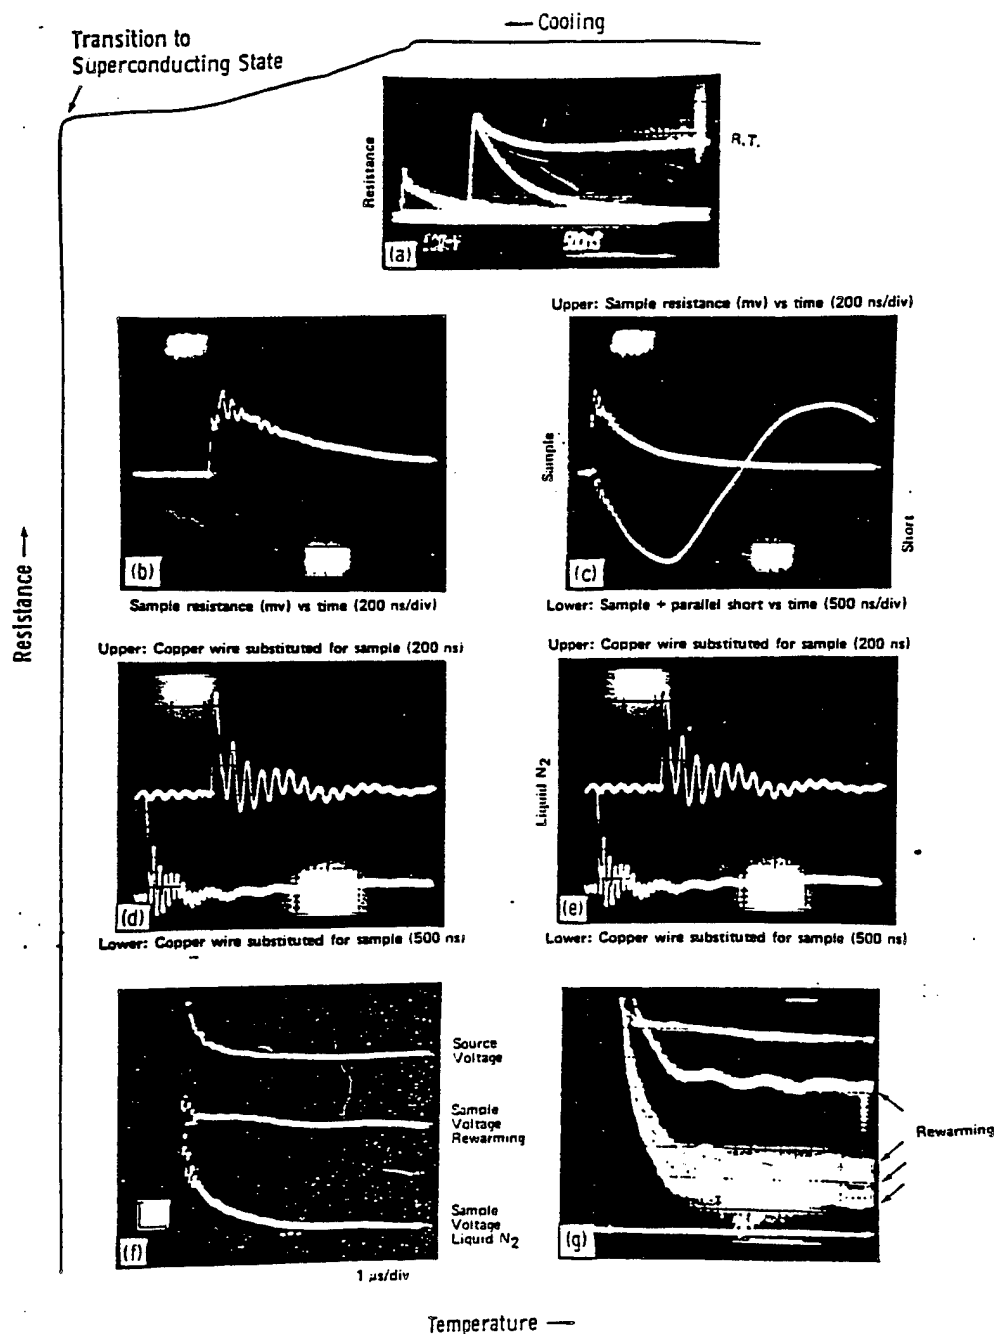 — Cooling
Transition to
Superconducting State
Resistance
R.T.
(a)
Upper: Sample resistance (mv) vs time (200 ns/div)
(b)
Sample resistance (mv) vs time (200 ns/div)
Sample
Short
(c)
Lower: Sample + parallel short vs time (500 ns/div)
Resistance →
Upper: Copper wire substituted for sample (200 ns)
(d)
Lower: Copper wire substituted for sample (500 ns)
Upper: Copper wire substituted for sample (200 ns)
Liquid N2
(e)
Lower: Copper wire substituted for sample (500 ns)
Source
Voltage
Sample
Voltage
Rewarming
Sample
Voltage
Liquid N2
(f)
1 µs/div
Rewarming
(g)
Temperature —